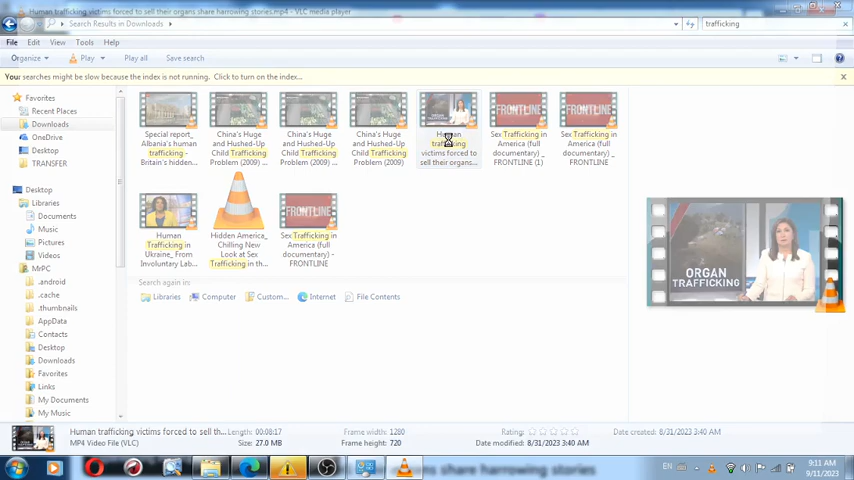 Human trafficking victims forced to sell their organs share harrowing stories.mp4 - VLC media player
Search Results in Downloads
trafficking
File Edit View Tools Help
Organize Play Play all Save search
Your searches might be slow because the index is not running. Click to turn on the index...
Favorites
Recent Places
Downloads
OneDrive
Desktop
TRANSFER
Desktop
Libraries
Documents
Music
Pictures
Videos
MrPC
.android
.cache
.thumbnails
AppData
Contacts
Desktop
Downloads
Favorites
Links
My Documents
My Music
FRONTLINE
FRONTLINE
Special report_
Albania's human
trafficking -
Britain's hidden...
China's Huge
and Hushed-Up
Child Trafficking
Problem (2009) ...
China's Huge
and Hushed-Up
Child Trafficking
Problem (2009) ...
China's Huge
and Hushed-Up
Child Trafficking
Problem (2009) ...
Human
trafficking
victims forced to
sell their organs...
Sex Trafficking in
America (full
documentary) _
FRONTLINE (1)
Sex Trafficking in
America (full
documentary) _
FRONTLINE
FRONTLINE
Human
Trafficking in
Ukraine_ From
Involuntary Lab...
Hidden America_
Chilling New
Look at Sex
Trafficking in th...
Sex Trafficking in
America (full
documentary) -
FRONTLINE
Search again in:
Libraries Computer Custom... Internet File Contents
ORGAN
TRAFFICKING
Human trafficking victims forced to sell th... Length: 00:08:17 Frame width: 1280 Rating: Date created: 8/31/2023 3:40 AM
MP4 Video File (VLC) Size: 27.0 MB Frame height: 720 Date modified: 8/31/2023 3:40 AM
organs share harrowing stories
EN
9:11 AM
9/11/2023